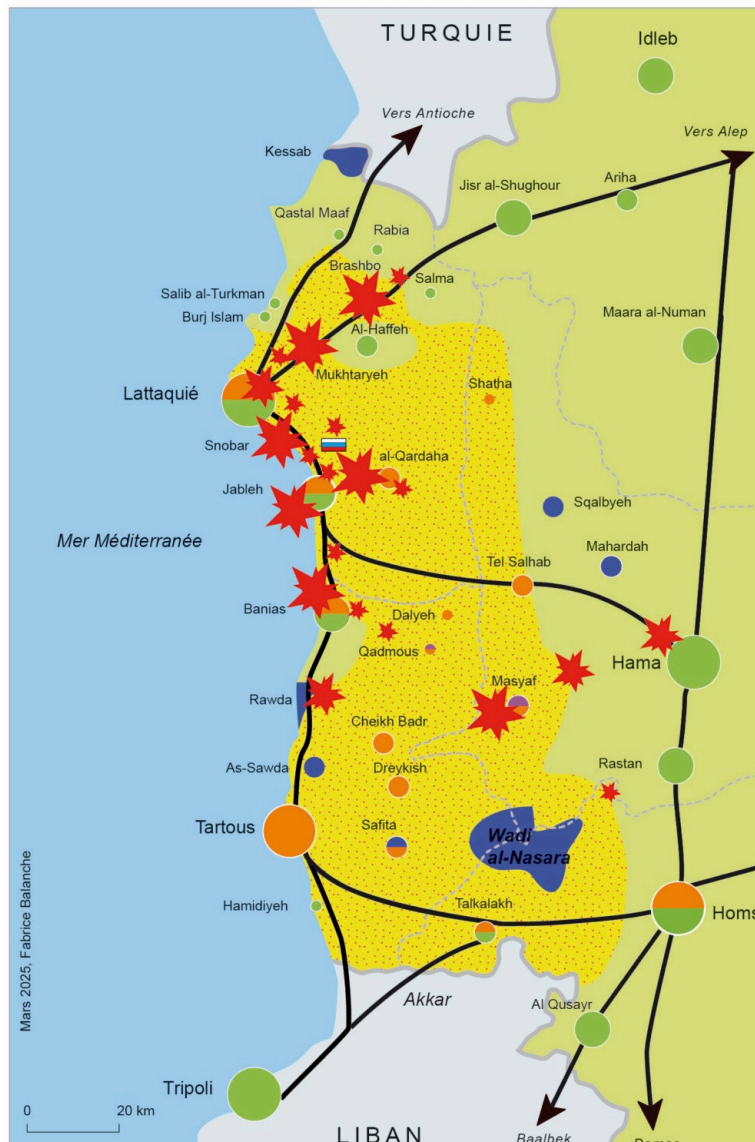 TURQUIE
Idleb
Vers Antioche
Vers Alep
Kessab
Jisr al-Shughour
Ariha
Qastal Maaf
Rabia
Brashbo
Salma
Salib al-Turkman
Burj Islam
Maara al-Numan
Al-Haffeh
Mukhtaryeh
Lattaquié
Shatha
Snobar
al-Qardaha
Jableh
Sqalbyeh
Mer Méditerranée
Mahardah
Tel Salhab
Banias
Dalyeh
Qadmous
Hama
Rawda
Masyaf
Cheikh Badr
As-Sawda
Dreykish
Rastan
Tartous
Safita
Wadi
al-Nasara
Hamidiyeh
Talkalakh
Homs
Akkar
Al Qusayr
Mars 2025, Fabrice Balanche
Tripoli
0 20 km
LIBAN
Baalbek